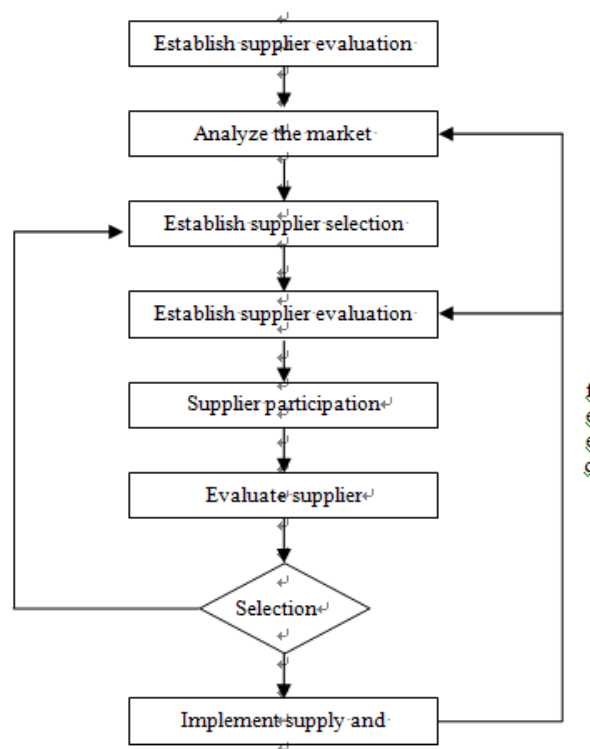 Establish supplier evaluation
Analyze the market
Establish supplier selection
Establish supplier evaluation
Supplier participation
Evaluate supplier
Selection
Implement supply and